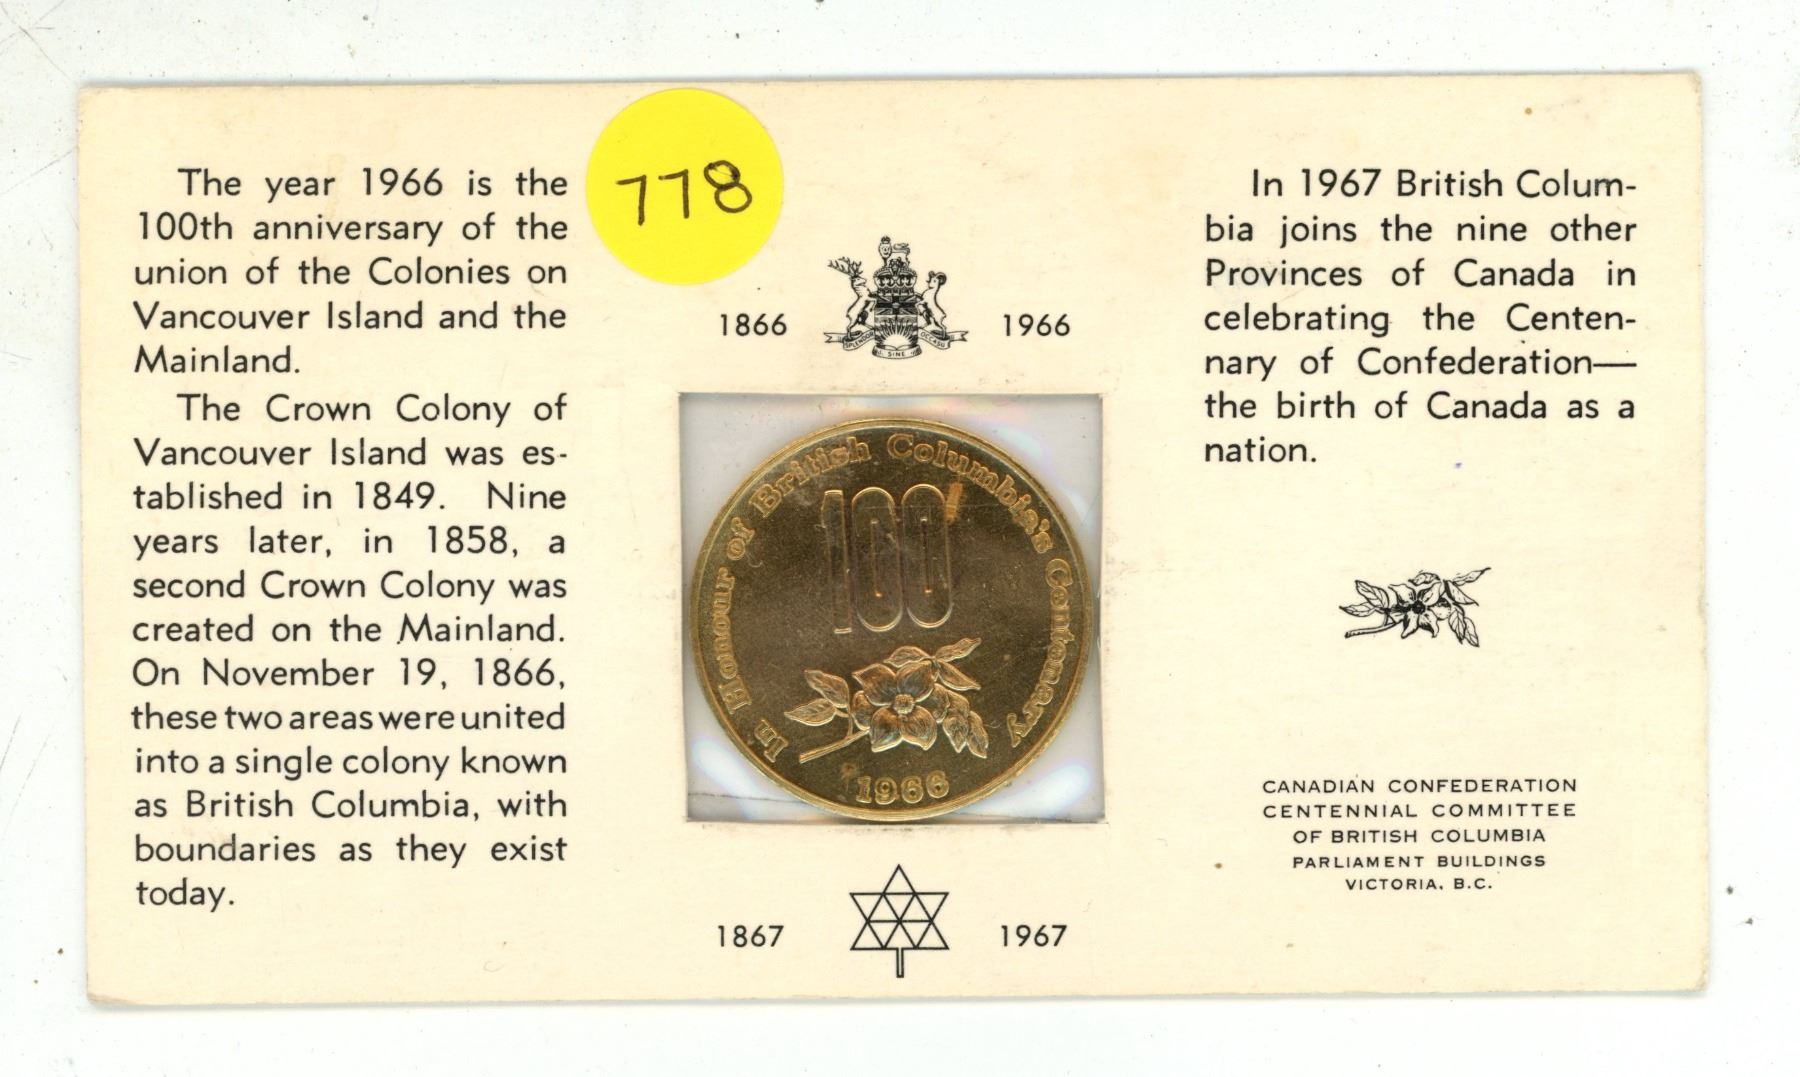 The year 1966 is the
100th anniversary of the
union of the Colonies on
Vancouver Island and the
Mainland.
The Crown Colony of
Vancouver Island was es-
tablished in 1849. Nine
years later, in 1858, a
second Crown Colony was
created on the Mainland.
On November 19, 1866,
these two areas were united
into a single colony known
as British Columbia, with
boundaries as they exist
today.
778
1866 1966
SPLENDOR SINE OCCASU
In Honour of British Columbia's Centenary
100
1966
1867 1967
In 1967 British Colum-
bia joins the nine other
Provinces of Canada in
celebrating the Centen-
nary of Confederation—
the birth of Canada as a
nation.
CANADIAN CONFEDERATION
CENTENNIAL COMMITTEE
OF BRITISH COLUMBIA
PARLIAMENT BUILDINGS
VICTORIA, B.C.